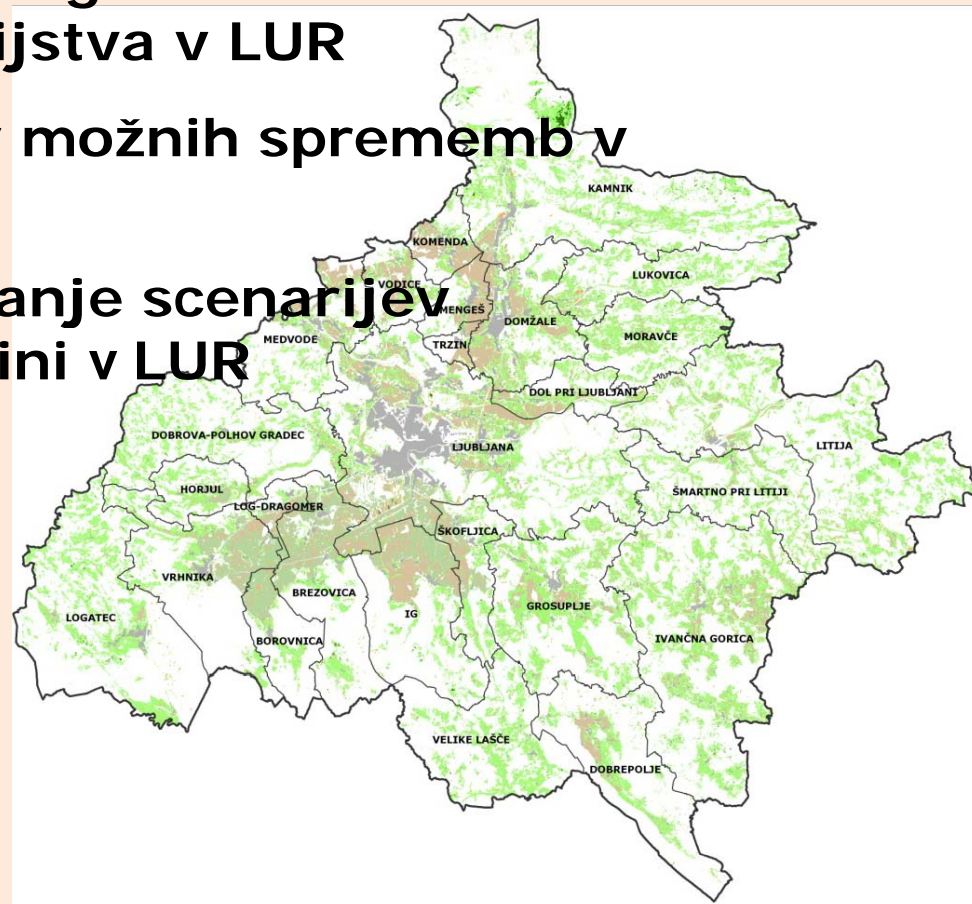 ijstva v LUR
možnih sprememb v
anje scenarijev
ini v LUR
KAMNIK
KOMENDA
LUKOVICA
VODICE
MENGEŠ
DOMŽALE
MORAVČE
MEDVODE
TRZIN
DOL PRI LJUBLJANI
DOBROVA-POLHOV GRADEC
LJUBLJANA
LITIJA
HORJUL
ŠMARTNO PRI LITIJI
LOG-DRAGOMER
ŠKOFLJICA
VRHNIKA
BREZOVICA
GROSUPLJE
LOGATEC
IG
BOROVNICA
IVANČNA GORICA
VELIKE LAŠČE
DOBREPOLJE